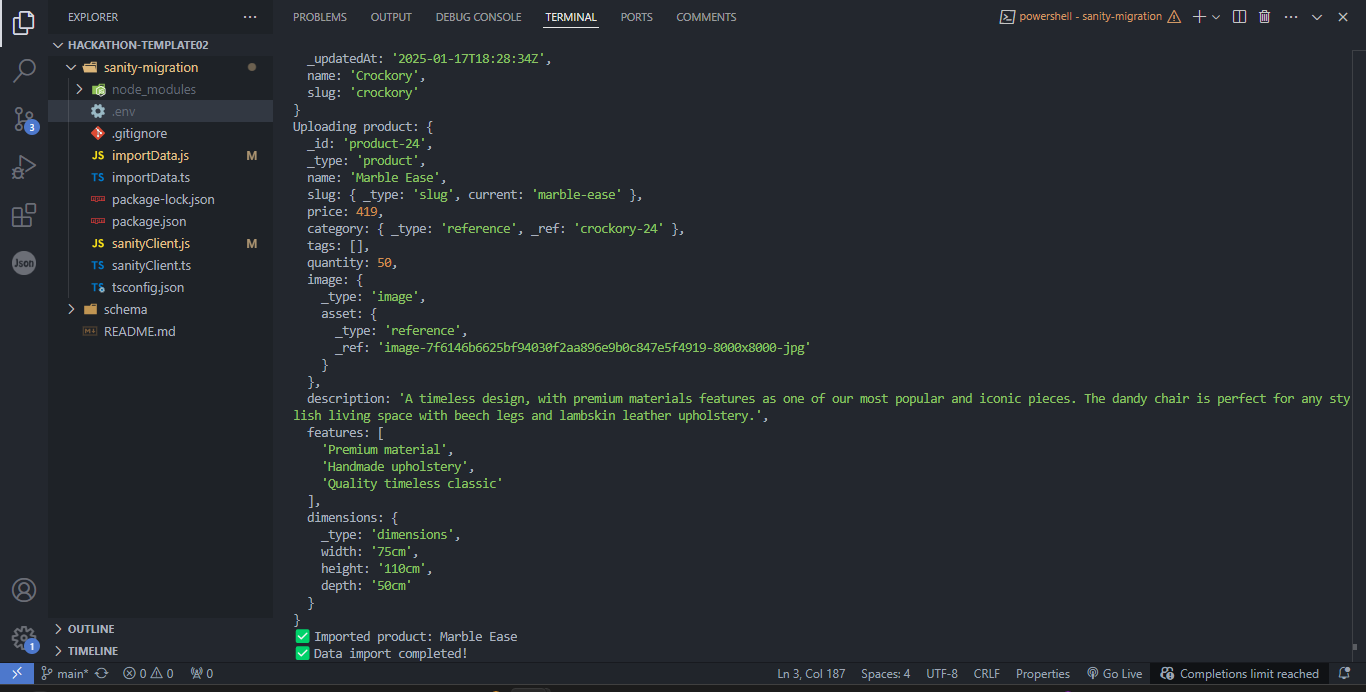 EXPLORER
HACKATHON-TEMPLATE02
sanity-migration
node_modules
.env
.gitignore
JS importData.js M
TS importData.ts
package-lock.json
package.json
JS sanityClient.js M
TS sanityClient.ts
TS tsconfig.json
schema
README.md
OUTLINE
TIMELINE
3
Json
1
PROBLEMS OUTPUT DEBUG CONSOLE TERMINAL PORTS COMMENTS
powershell - sanity-migration
_updatedAt: '2025-01-17T18:28:34Z',
name: 'Crockory',
slug: 'crockory'
}
Uploading product: {
_id: 'product-24',
_type: 'product',
name: 'Marble Ease',
slug: { _type: 'slug', current: 'marble-ease' },
price: 419,
category: { _type: 'reference', _ref: 'crockory-24' },
tags: [],
quantity: 50,
image: {
_type: 'image',
asset: {
_type: 'reference',
_ref: 'image-7f6146b6625bf94030f2aa896e9b0c847e5f4919-8000x8000-jpg'
}
},
description: 'A timeless design, with premium materials features as one of our most popular and iconic pieces. The dandy chair is perfect for any sty
lish living space with beech legs and lambskin leather upholstery.',
features: [
'Premium material',
'Handmade upholstery',
'Quality timeless classic'
],
dimensions: {
_type: 'dimensions',
width: '75cm',
height: '110cm',
depth: '50cm'
}
}
✅ Imported product: Marble Ease
✅ Data import completed!
main* 0 0 0 Ln 3, Col 187 Spaces: 4 UTF-8 CRLF Properties Go Live Completions limit reached